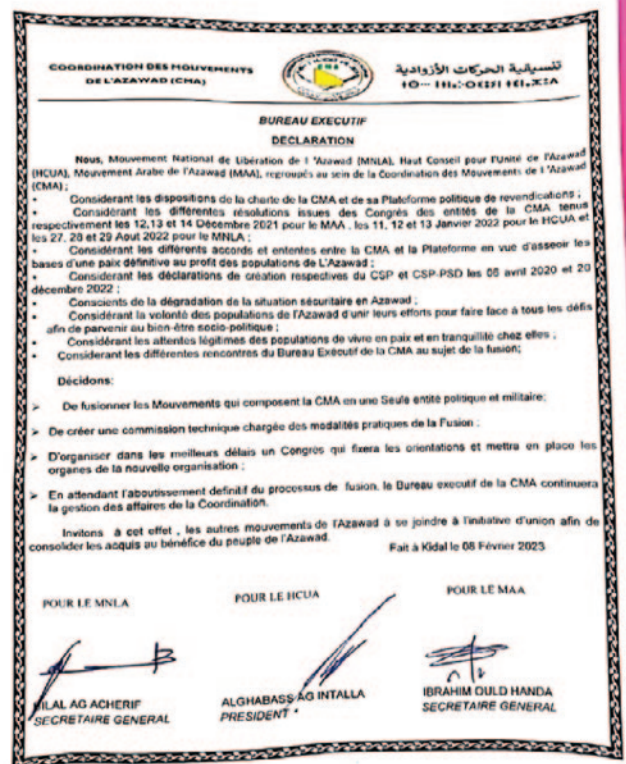 COORDINATION DES MOUVEMENTS
DE L'AZAWAD (CMA)
تنسيقية الحركات الأزوادية
BUREAU EXECUTIF
DECLARATION
Nous, Mouvement National de Libération de l 'Azawad (MNLA), Haut Conseil pour l'Unité de l'Azawad
(HCUA), Mouvement Arabe de l'Azawad (MAA), regroupés au sein de la Coordination des Mouvements de l 'Azawad
(CMA) ;
• Considerant les dispositions de la charte de la CMA et de sa Plateforme politique de revendications ;
• Considérant les différentes résolutions issues des Congrès des entités de la CMA tenus
respectivement les 12,13 et 14 Décembre 2021 pour le MAA , les 11, 12 et 13 Janvier 2022 pour le HCUA et
les 27, 28 et 29 Aout 2022 pour le MNLA ;
• Considérant les différents accords et ententes entre la CMA et la Plateforme en vue d'asseoir les
bases d'une paix définitive au profit des populations de L'Azawad ;
• Considérant les déclarations de création respectives du CSP et CSP-PSD les 06 avril 2020 et 20
décembre 2022 ;
• Conscients de la dégradation de la situation sécuritaire en Azawad ;
• Considérant la volonté des populations de l'Azawad d'unir leurs efforts pour faire face à tous les défis
afin de parvenir au bien-être socio-politique ;
• Considérant les attentes légitimes des populations de vivre en paix et en tranquillité chez elles ;
• Considerant les différentes rencontres du Bureau Exécutif de la CMA au sujet de la fusion;
Décidons:
➢ De fusionner les Mouvements qui composent la CMA en une Seule entité politique et militaire;
➢ De créer une commission technique chargée des modalités pratiques de la Fusion ;
➢ D'organiser dans les meilleurs délais un Congrès qui fixera les orientations et mettra en place les
organes de la nouvelle organisation ;
➢ En attendant l'aboutissement definitif du processus de fusion, le Bureau executif de la CMA continuera
la gestion des affaires de la Coordination.
Invitons à cet effet , les autres mouvements de l'Azawad à se joindre à l'initiative d'union afin de
consolider les acquis au bénéfice du peuple de l'Azawad.
Fait à Kidal le 08 Février 2023
POUR LE MNLA
POUR LE HCUA
POUR LE MAA
BILAL AG ACHERIF
SECRETAIRE GENERAL
ALGHABASS AG INTALLA
PRESIDENT
IBRAHIM OULD HANDA
SECRETAIRE GENERAL